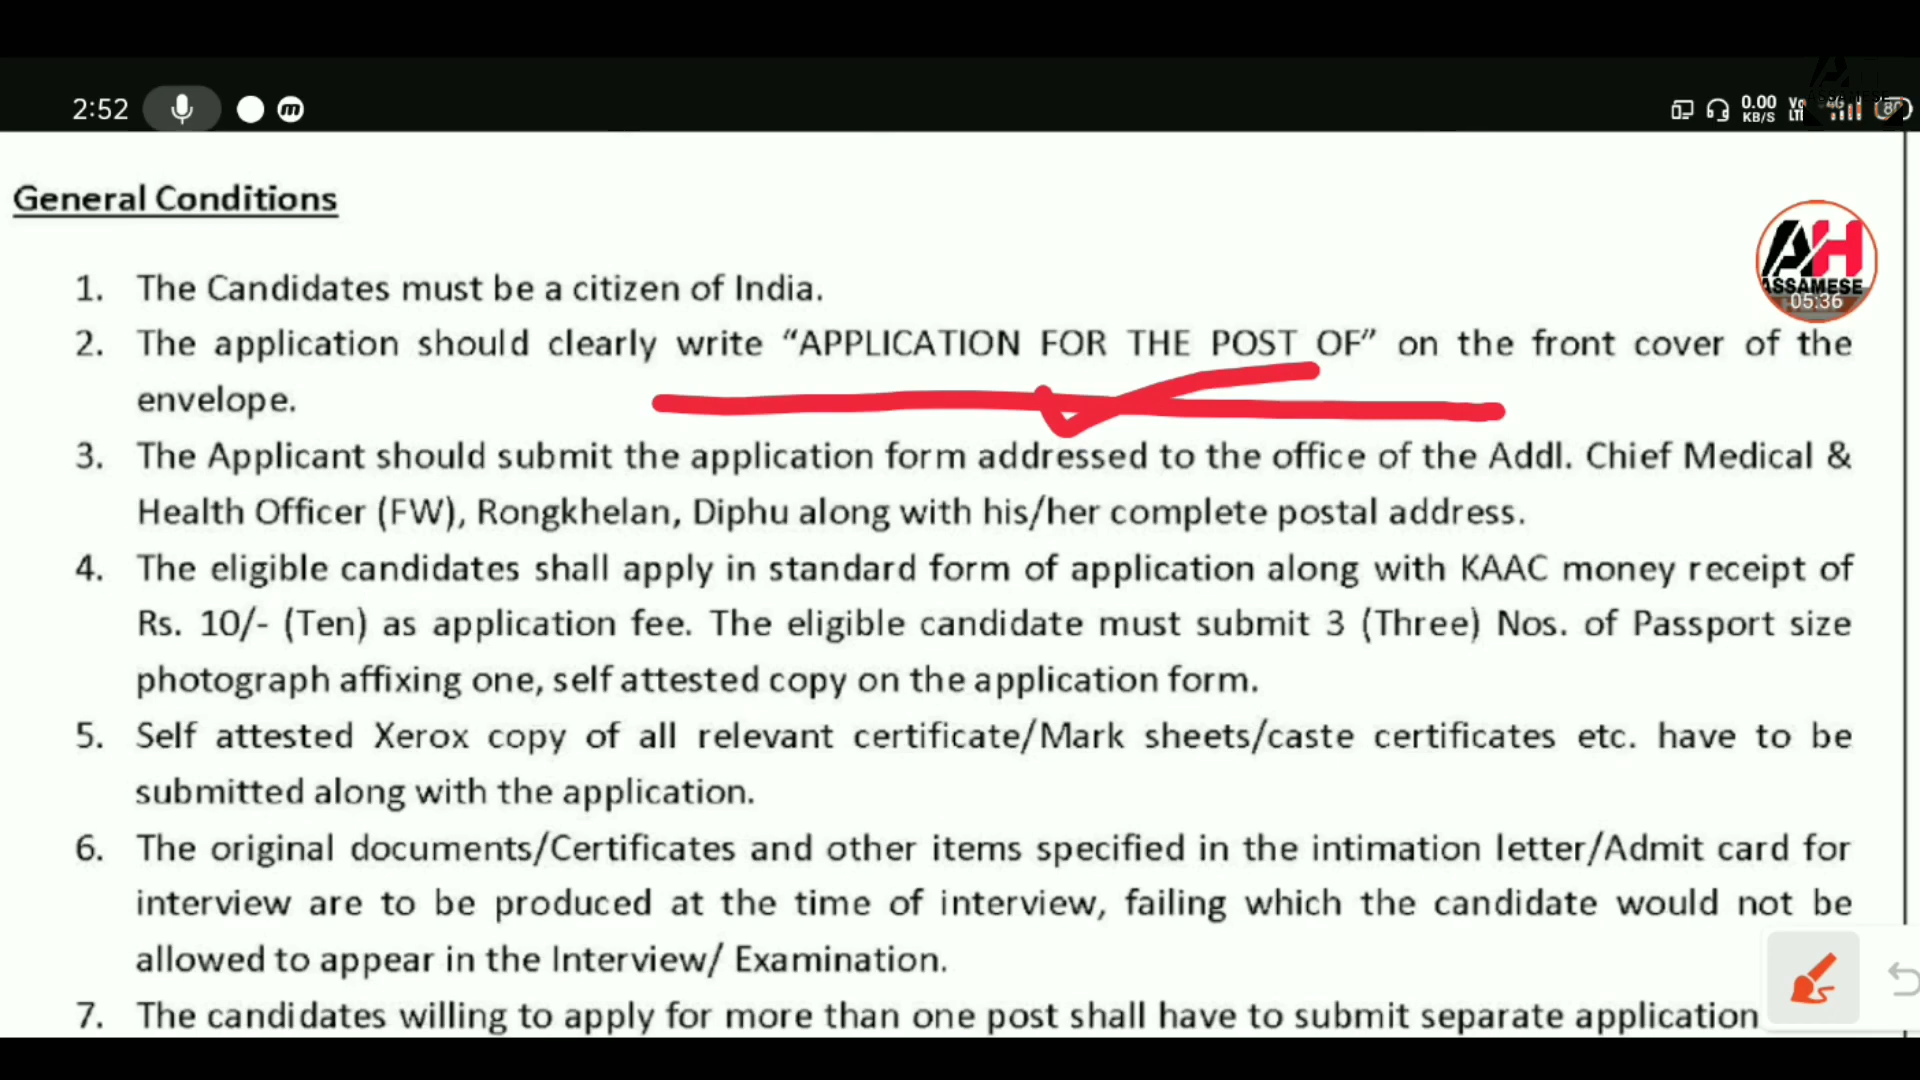 2:52
0.00
KB/S
General Conditions
AH
ASSAMESE
05:36
1. The Candidates must be a citizen of India.
2. The application should clearly write “APPLICATION FOR THE POST OF” on the front cover of the
envelope.
3. The Applicant should submit the application form addressed to the office of the Addl. Chief Medical &
Health Officer (FW), Rongkhelan, Diphu along with his/her complete postal address.
4. The eligible candidates shall apply in standard form of application along with KAAC money receipt of
Rs. 10/- (Ten) as application fee. The eligible candidate must submit 3 (Three) Nos. of Passport size
photograph affixing one, self attested copy on the application form.
5. Self attested Xerox copy of all relevant certificate/Mark sheets/caste certificates etc. have to be
submitted along with the application.
6. The original documents/Certificates and other items specified in the intimation letter/Admit card for
interview are to be produced at the time of interview, failing which the candidate would not be
allowed to appear in the Interview/ Examination.
7. The candidates willing to apply for more than one post shall have to submit separate application